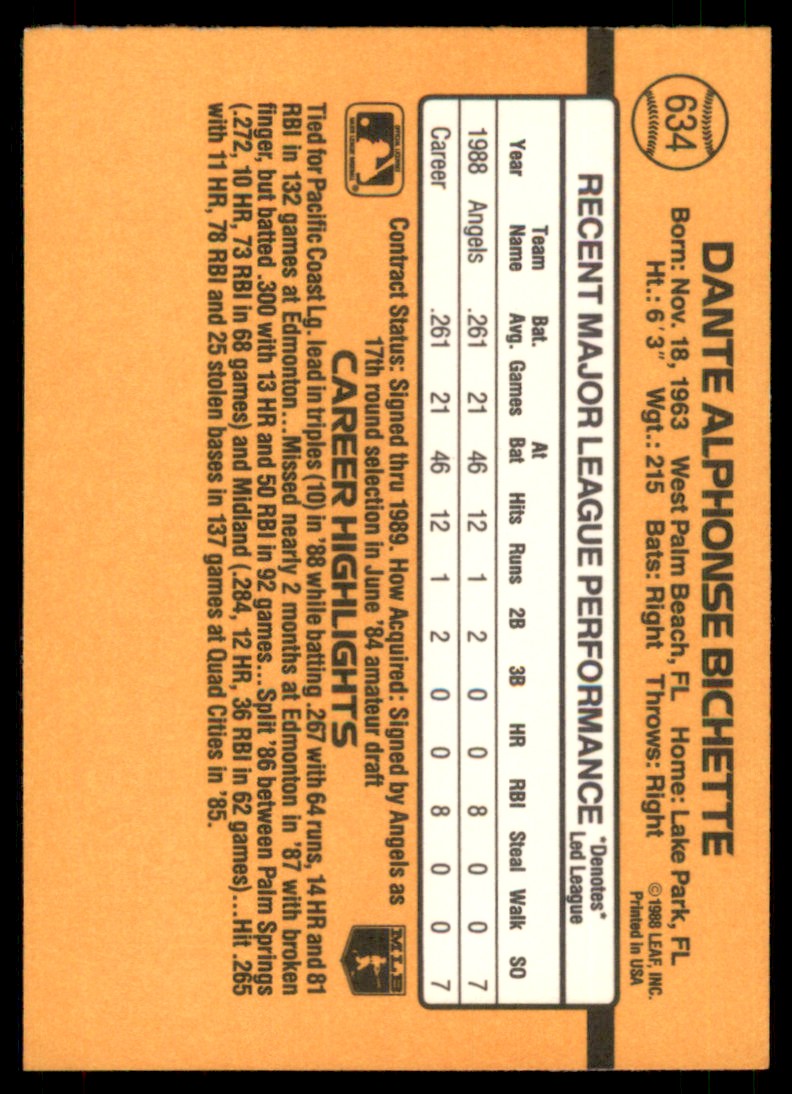 634
DANTE ALPHONSE BICHETTE
Born: Nov. 18, 1963 West Palm Beach, FL Home: Lake Park, FL
Ht.: 6'3" Wgt.: 215 Bats: Right Throws: Right
©1988 LEAF, INC.
Printed in USA
RECENT MAJOR LEAGUE PERFORMANCE *Denotes*
Led League
Year Team Name Bat. Avg. Games At Bat Hits Runs 2B 3B HR RBI Steal Walk SO
1988 Angels .261 21 46 12 1 2 0 0 8 0 0 7
Career .261 21 46 12 1 2 0 0 8 0 0 7
Contract Status: Signed thru 1989. How Acquired: Signed by Angels as
17th round selection in June '84 amateur draft
MLB
CAREER HIGHLIGHTS
Tied for Pacific Coast Lg. lead in triples (10) in '88 while batting .267 with 64 runs, 14 HR and 81
RBI in 132 games at Edmonton...Missed nearly 2 months at Edmonton in '87 with broken
finger, but batted .300 with 13 HR and 50 RBI in 92 games...Split '86 between Palm Springs
(.272, 10 HR, 73 RBI in 68 games) and Midland (.284, 12 HR, 36 RBI in 62 games)...Hit .265
with 11 HR, 78 RBI and 25 stolen bases in 137 games at Quad Cities in '85.